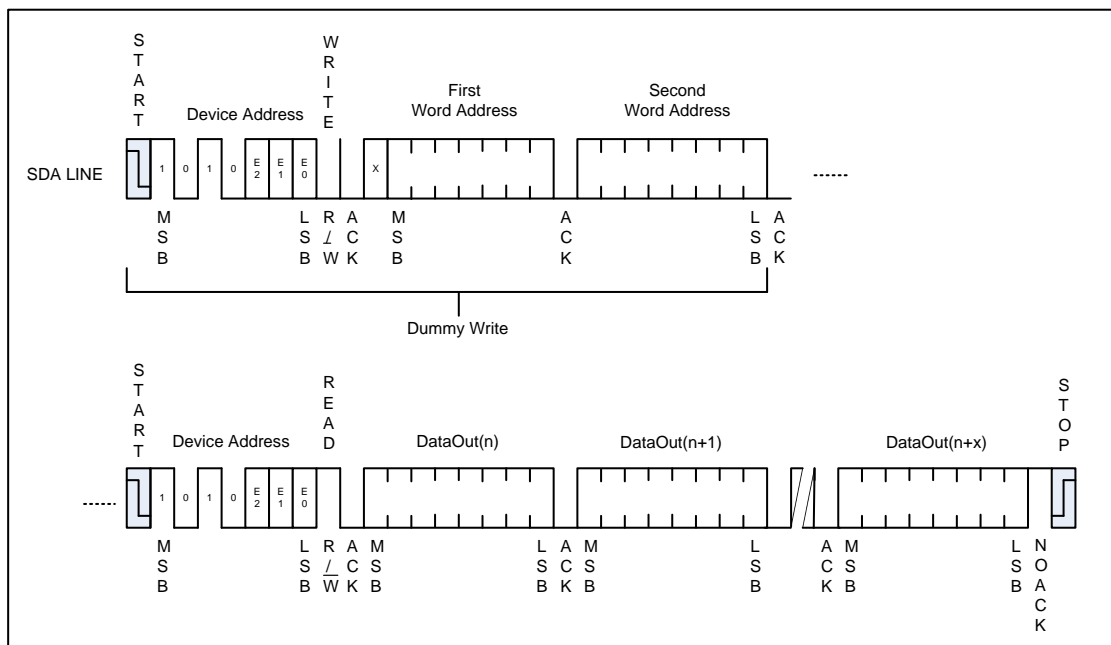 START
WRITE
First
Word Address
Second
Word Address
Device Address
SDA LINE
1 0 1 0 E2 E1 E0 X
MSB LSB R/W ACK MSB ACK LSB ACK
Dummy Write
START
READ
STOP
Device Address DataOut(n) DataOut(n+1) DataOut(n+x)
1 0 1 0 E2 E1 E0
MSB LSB R/W ACK MSB LSB ACK MSB LSB ACK MSB LSB NOACK